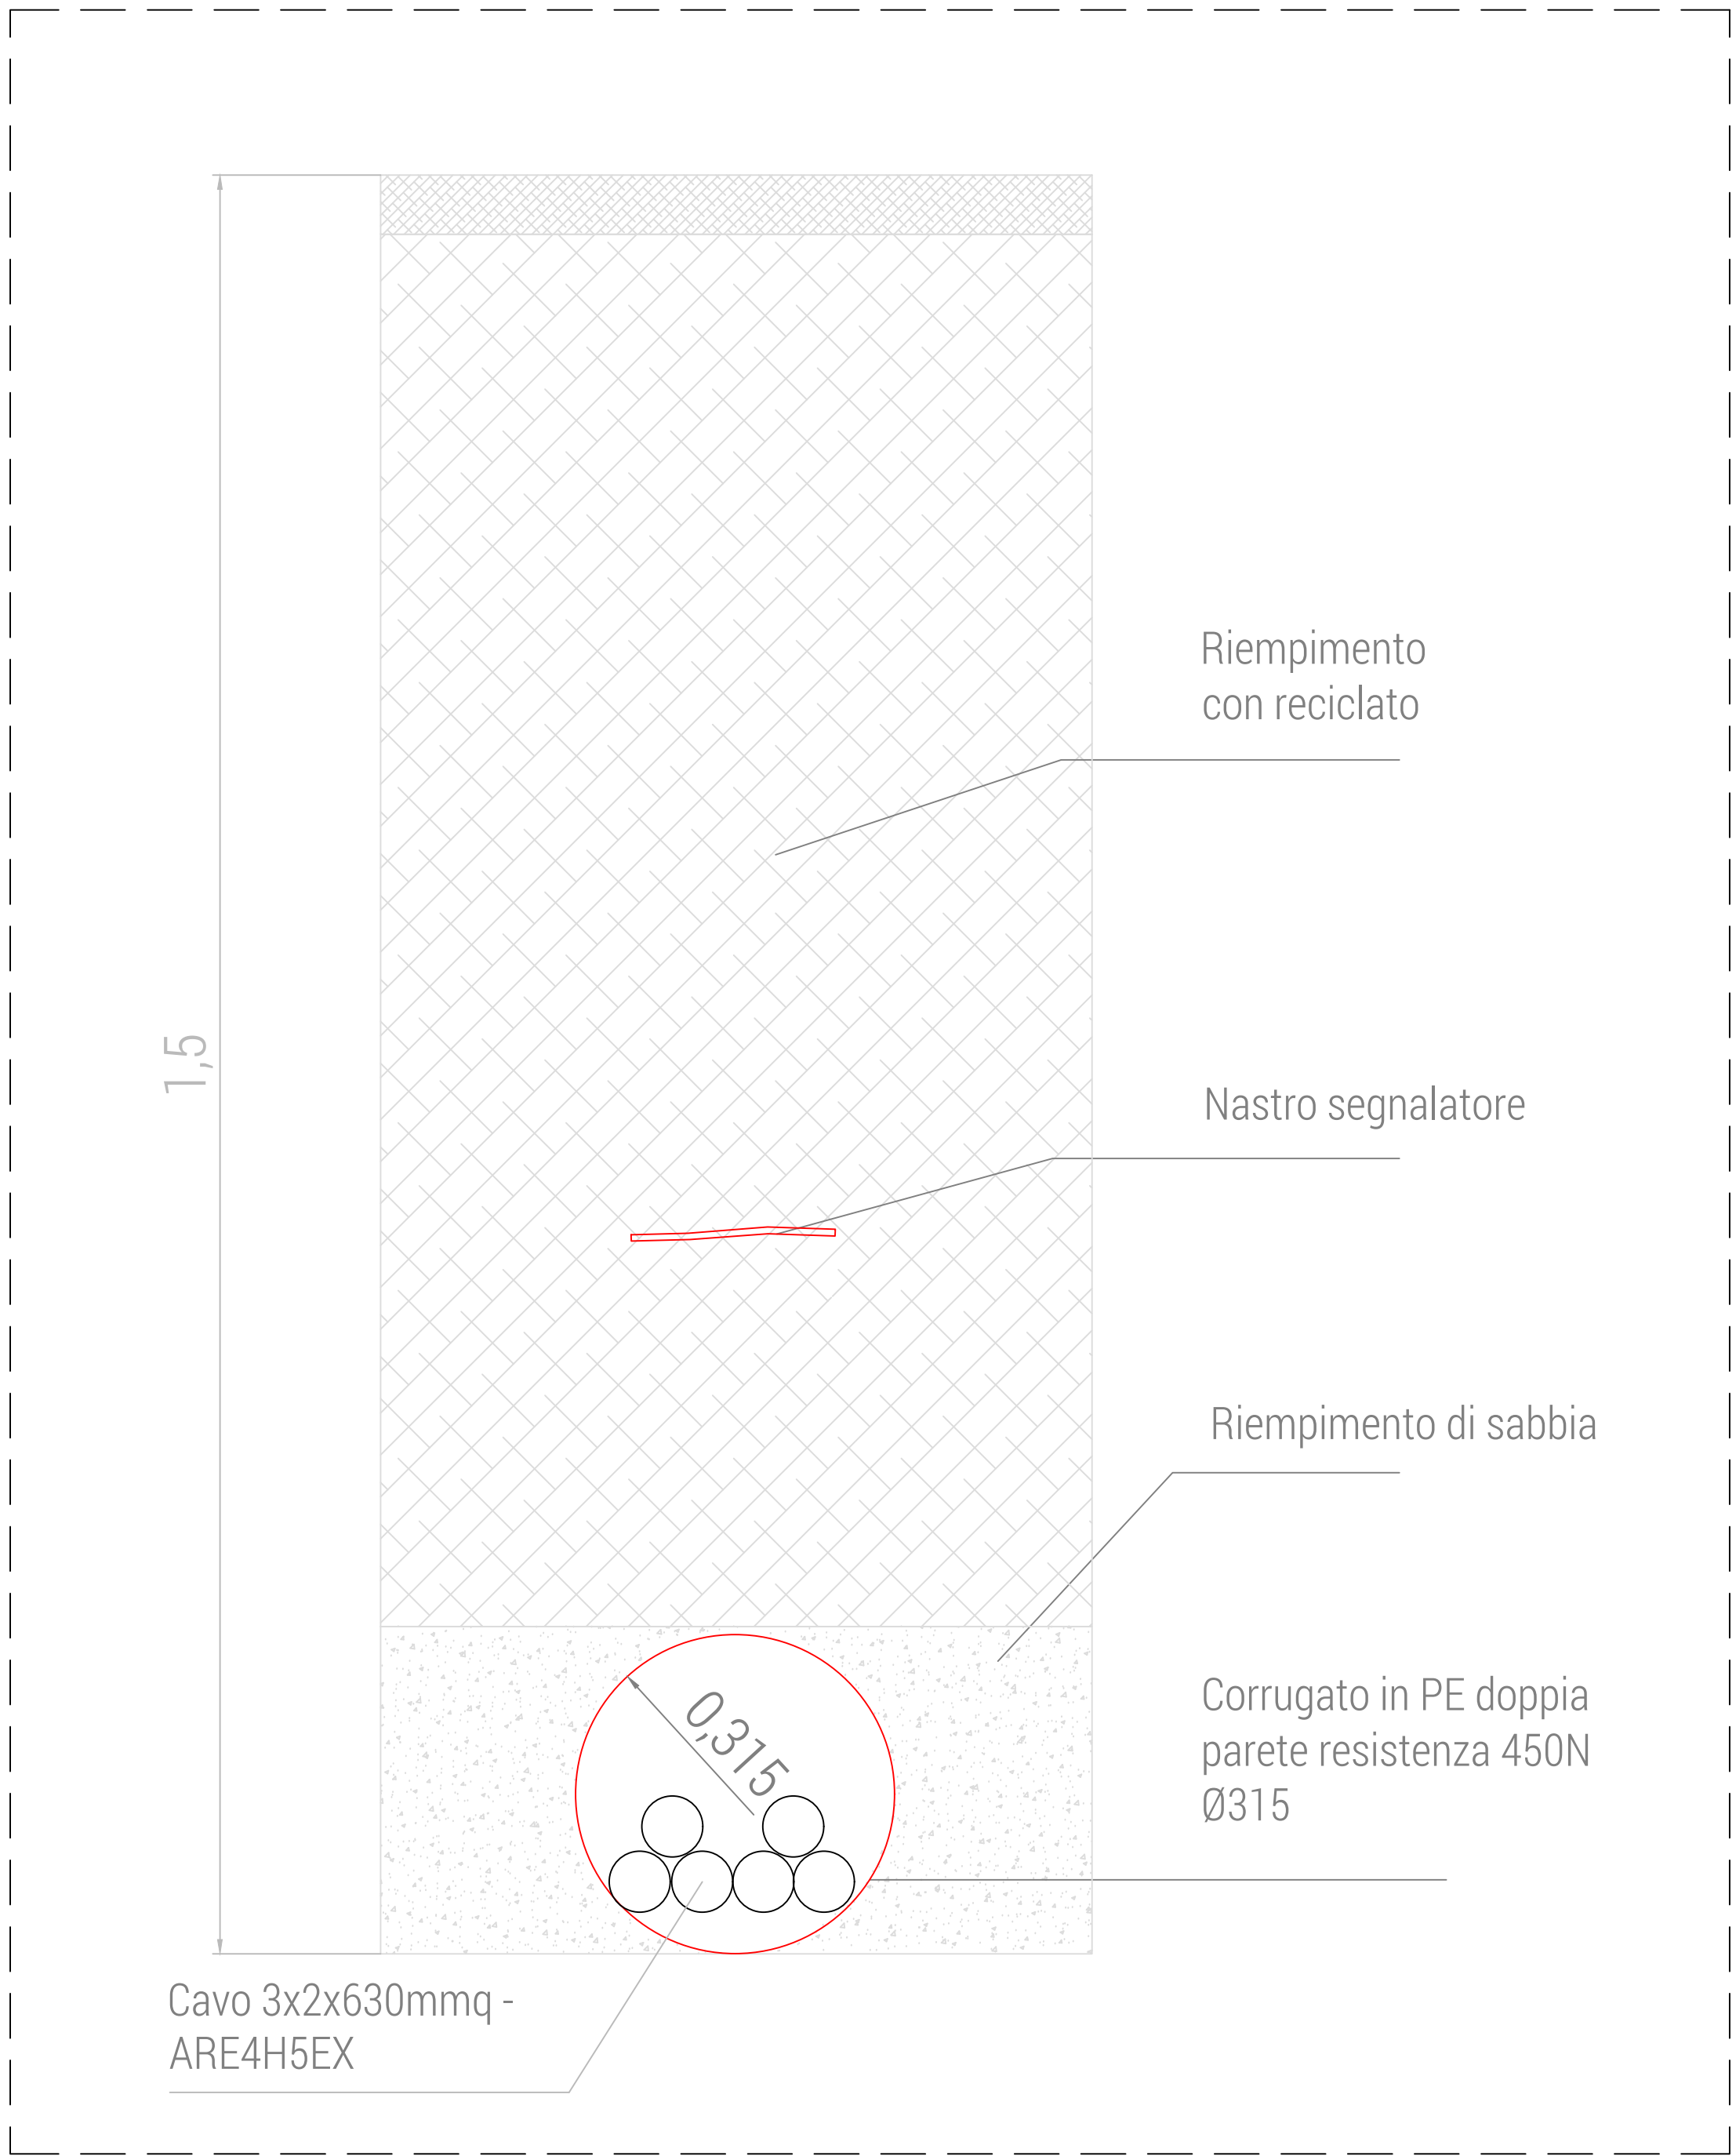 Riempimento
con reciclato
1,5
Nastro segnalatore
Riempimento di sabbia
0,315
Corrugato in PE doppia
parete resistenza 450N
Ø315
Cavo 3x2x630mmq -
ARE4H5EX